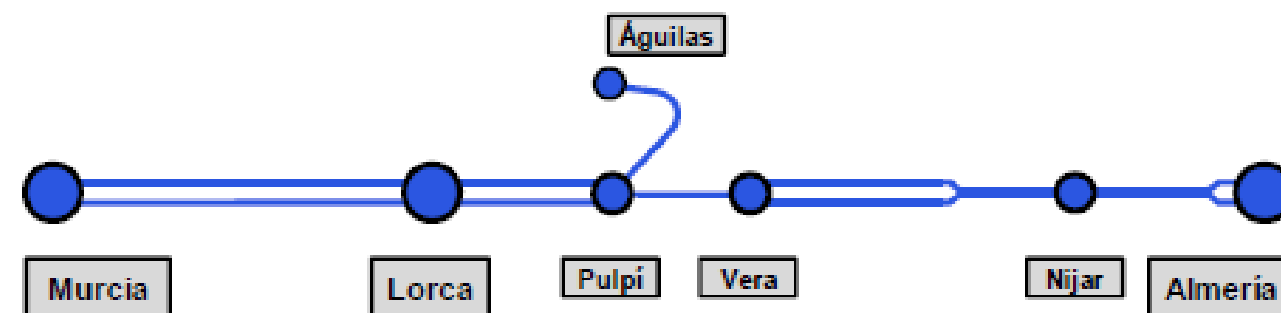 Águilas
Murcia
Lorca
Pulpí
Vera
Nijar
Almería